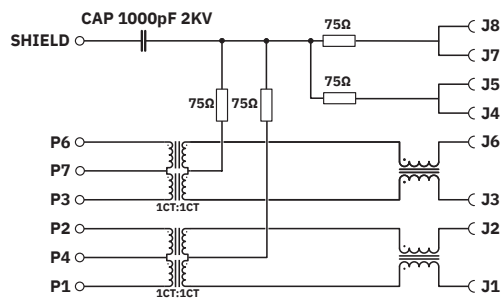 CAP 1000pF 2KV
SHIELD
75Ω
J8
J7
75Ω
J5
J4
75Ω 75Ω
P6
J6
P7
P3
J3
1CT:1CT
P2
J2
P4
P1
J1
1CT:1CT